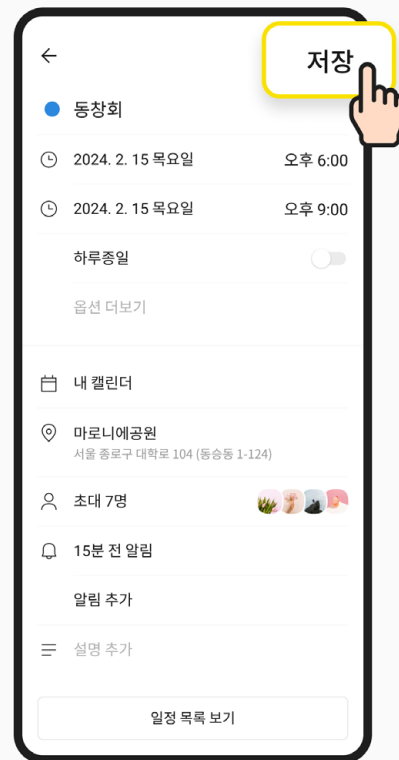 저장
동창회
2024. 2. 15 목요일 오후 6:00
2024. 2. 15 목요일 오후 9:00
하루종일
옵션 더보기
내 캘린더
마로니에공원
서울 종로구 대학로 104 (동숭동 1-124)
초대 7명
15분 전 알림
알림 추가
설명 추가
일정 목록 보기